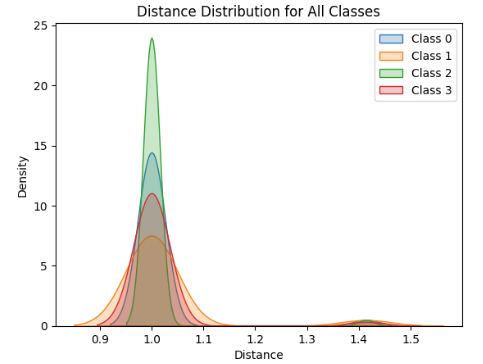 Distance Distribution for All Classes
25
20
15
10
5
0
Density
Class 0
Class 1
Class 2
Class 3
0.9 1.0 1.1 1.2 1.3 1.4 1.5
Distance